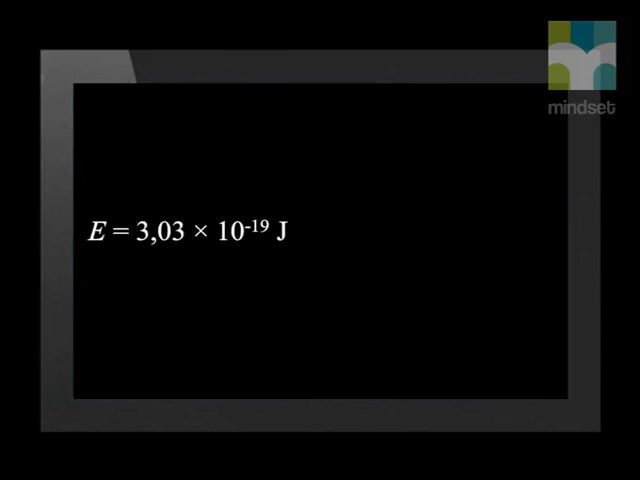 mindset
E = 3,03 × 10⁻¹⁹ J